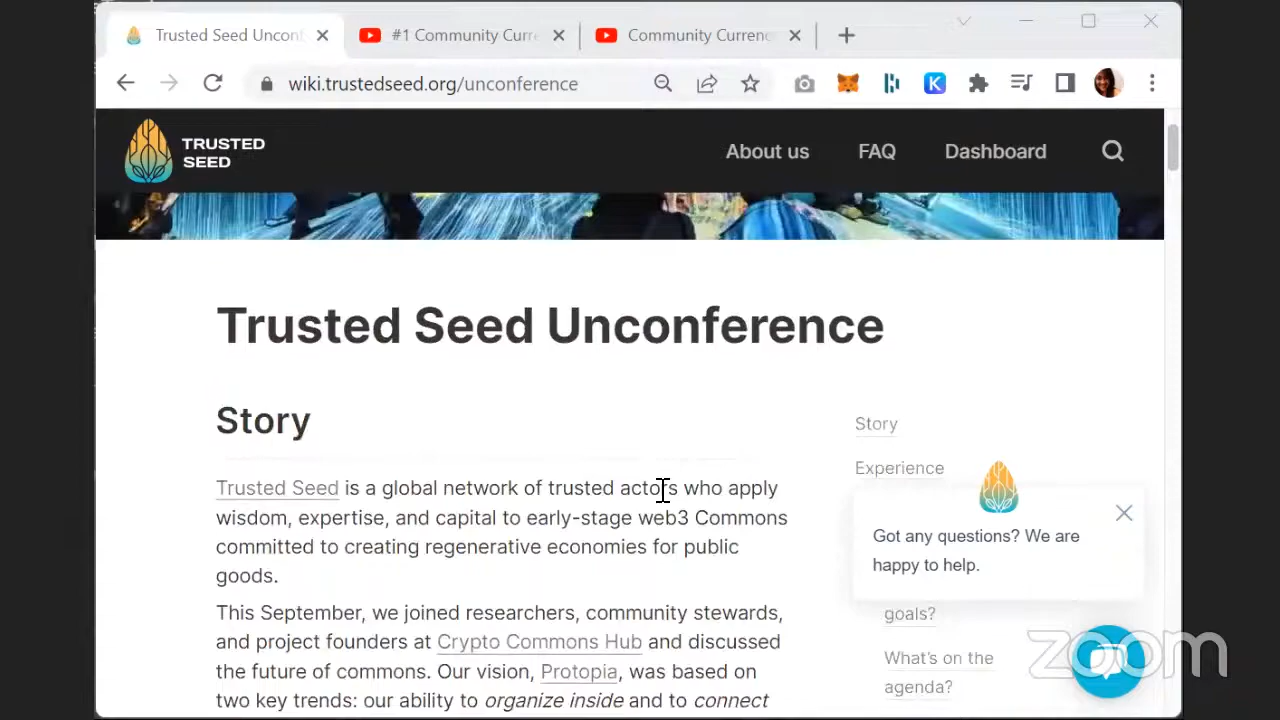 Trusted Seed Uncon
#1 Community Curre
Community Currenc
wiki.trustedseed.org/unconference
TRUSTED
SEED
About us
FAQ
Dashboard
Trusted Seed Unconference
Story
Trusted Seed is a global network of trusted actors who apply
wisdom, expertise, and capital to early-stage web3 Commons
committed to creating regenerative economies for public
goods.
This September, we joined researchers, community stewards,
and project founders at Crypto Commons Hub and discussed
the future of commons. Our vision, Protopia, was based on
two key trends: our ability to organize inside and to connect
Story
Experience
Got any questions? We are
happy to help.
goals?
What's on the
agenda?
zoom